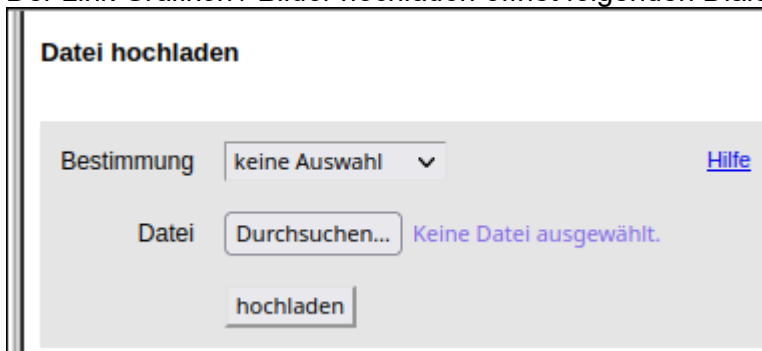 Datei hochladen
Bestimmung keine Auswahl Hilfe
Datei Durchsuchen... Keine Datei ausgewählt.
hochladen